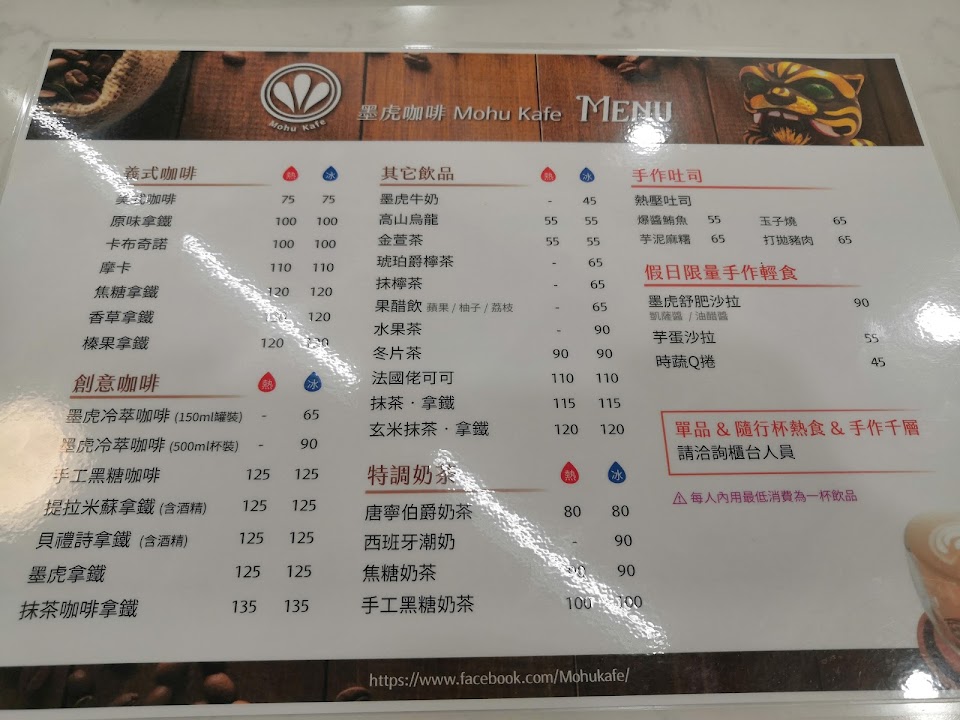 Mohu Kafe
墨虎咖啡 Mohu Kafe MENU
義式咖啡 熱 冰
美式咖啡 75 75
原味拿鐵 100 100
卡布奇諾 100 100
摩卡 110 110
焦糖拿鐵 120 120
香草拿鐵 120
榛果拿鐵 120 120
創意咖啡 熱 冰
墨虎冷萃咖啡 (150ml罐裝) - 65
墨虎冷萃咖啡 (500ml杯裝) - 90
手工黑糖咖啡 125 125
提拉米蘇拿鐵 (含酒精) 125 125
貝禮詩拿鐵 (含酒精) 125 125
墨虎拿鐵 125 125
抹茶咖啡拿鐵 135 135
其它飲品 熱 冰
墨虎牛奶 - 45
高山烏龍 55 55
金萱茶 55 55
琥珀爵檸茶 - 65
抹檸茶 - 65
果醋飲 蘋果 / 柚子 / 荔枝 - 65
水果茶 - 90
冬片茶 90 90
法國佬可可 110 110
抹茶・拿鐵 115 115
玄米抹茶・拿鐵 120 120
特調奶茶 熱 冰
唐寧伯爵奶茶 80 80
西班牙潮奶 - 90
焦糖奶茶 90 90
手工黑糖奶茶 100 100
手作吐司
熱壓吐司
爆醬鮪魚 55 玉子燒 65
芋泥麻糬 65 打拋豬肉 65
假日限量手作輕食
墨虎舒肥沙拉 90
凱薩醬 / 油醋醬
芋蛋沙拉 55
時蔬Q捲 45
單品 & 隨行杯熱食 & 手作千層
請洽詢櫃台人員
⚠ 每人內用最低消費為一杯飲品
https://www.facebook.com/Mohukafe/